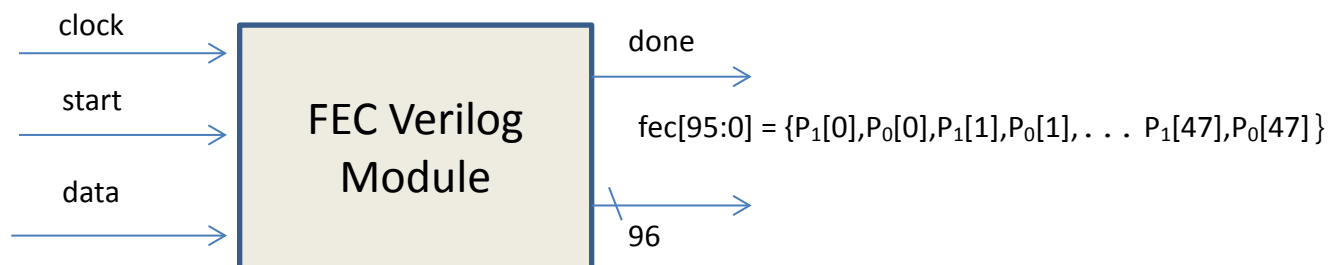 clock
start
data
FEC Verilog
Module
done
fec[95:0] = {P₁[0],P₀[0],P₁[1],P₀[1], . . . P₁[47],P₀[47] }
96